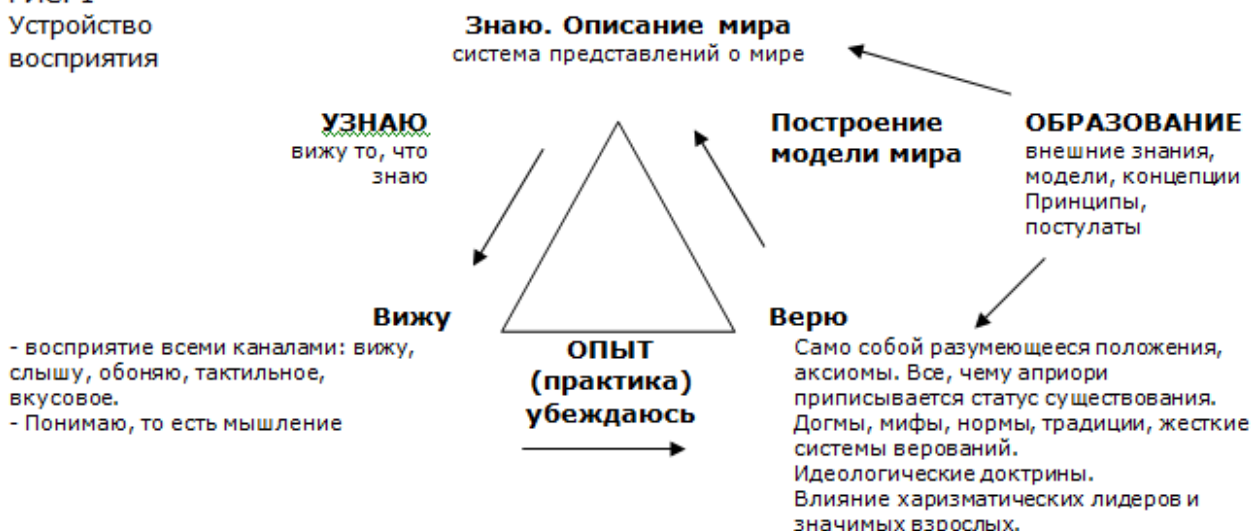 Рис. 1
Устройство
восприятия
Знаю. Описание мира
система представлений о мире
УЗНАЮ
вижу то, что
знаю
Построение
модели мира
ОБРАЗОВАНИЕ
внешние знания,
модели, концепции
Принципы,
постулаты
Вижу
- восприятие всеми каналами: вижу,
слышу, обоняю, тактильное,
вкусовое.
- Понимаю, то есть мышление
ОПЫТ
(практика)
убеждаюсь
Верю
Само собой разумеющееся положения,
аксиомы. Все, чему априори
приписывается статус существования.
Догмы, мифы, нормы, традиции, жесткие
системы верований.
Идеологические доктрины.
Влияние харизматических лидеров и
значимых взрослых.